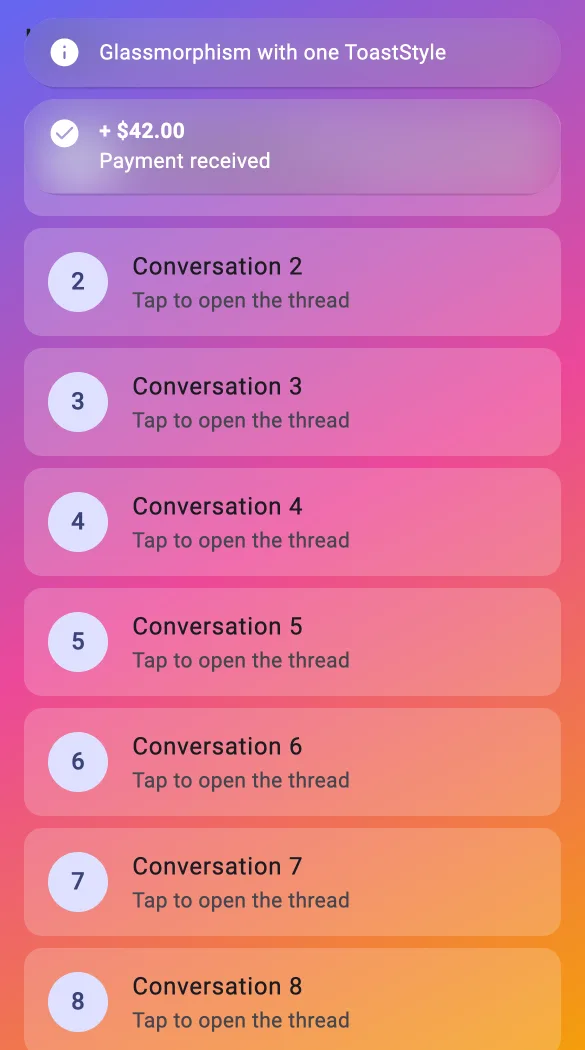 Glassmorphism with one ToastStyle
+ $42.00
Payment received
2
Conversation 2
Tap to open the thread
3
Conversation 3
Tap to open the thread
4
Conversation 4
Tap to open the thread
5
Conversation 5
Tap to open the thread
6
Conversation 6
Tap to open the thread
7
Conversation 7
Tap to open the thread
8
Conversation 8
Tap to open the thread